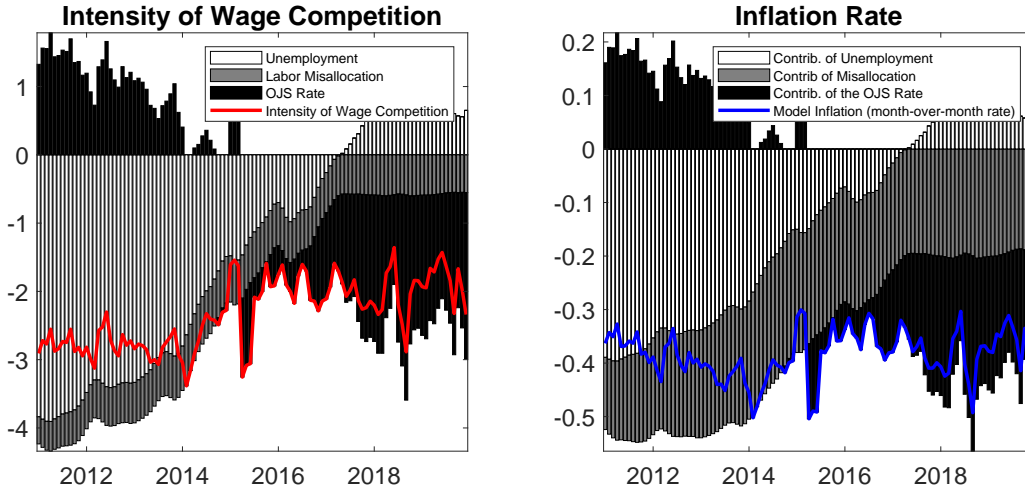 Intensity of Wage Competition
1
0
-1
-2
-3
-4
2012 2014 2016 2018
Unemployment
Labor Misallocation
OJS Rate
Intensity of Wage Competition
Inflation Rate
0.2
0.1
0
-0.1
-0.2
-0.3
-0.4
-0.5
2012 2014 2016 2018
Contrib. of Unemployment
Contrib of Misallocation
Contrib. of the OJS Rate
Model Inflation (month-over-month rate)